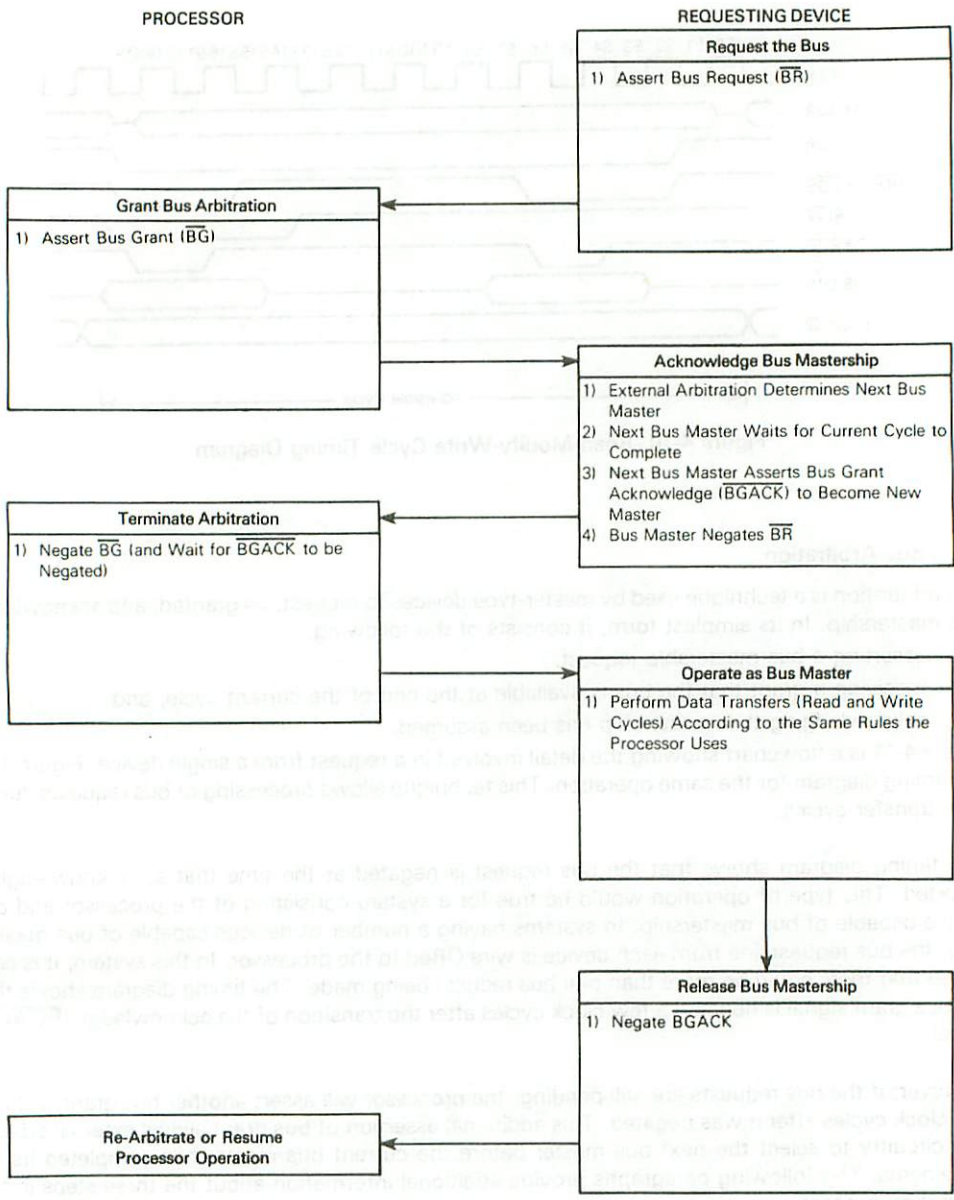 PROCESSOR
REQUESTING DEVICE
Request the Bus
1) Assert Bus Request (BR)
Grant Bus Arbitration
1) Assert Bus Grant (BG)
Acknowledge Bus Mastership
1) External Arbitration Determines Next Bus
Master
2) Next Bus Master Waits for Current Cycle to
Complete
3) Next Bus Master Asserts Bus Grant
Acknowledge (BGACK) to Become New
Master
4) Bus Master Negates BR
Terminate Arbitration
1) Negate BG (and Wait for BGACK to be
Negated)
Operate as Bus Master
1) Perform Data Transfers (Read and Write
Cycles) According to the Same Rules the
Processor Uses
Release Bus Mastership
1) Negate BGACK
Re-Arbitrate or Resume
Processor Operation